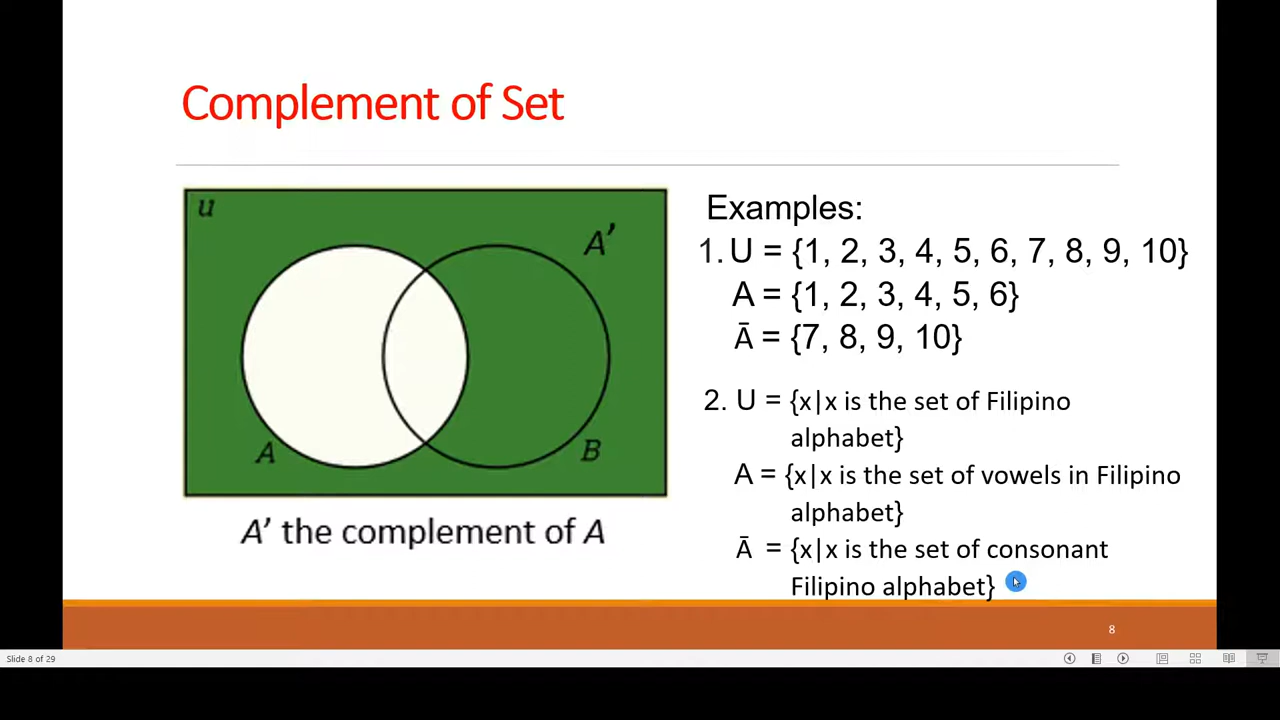 Complement of Set
u
A′
A
B
A′ the complement of A
Examples:
1. U = {1, 2, 3, 4, 5, 6, 7, 8, 9, 10}
A = {1, 2, 3, 4, 5, 6}
Ā = {7, 8, 9, 10}
2. U = {x|x is the set of Filipino
alphabet}
A = {x|x is the set of vowels in Filipino
alphabet}
Ā = {x|x is the set of consonant
Filipino alphabet}
8
Slide 8 of 29